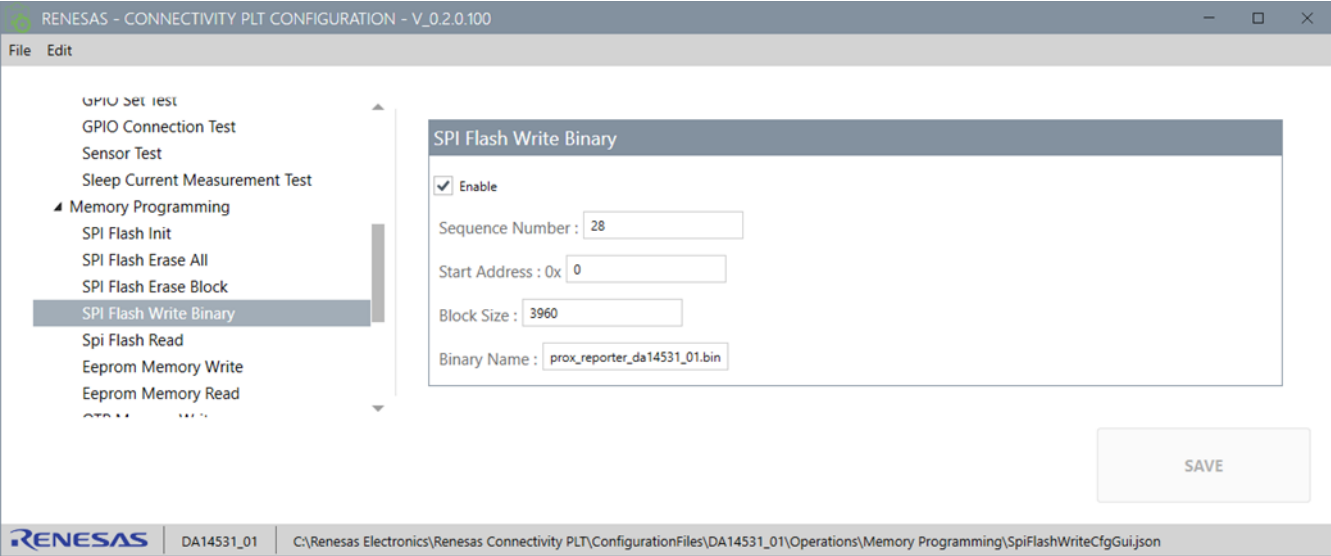 RENESAS - CONNECTIVITY PLT CONFIGURATION - V_0.2.0.100
File Edit
GPIO Set Test
GPIO Connection Test
Sensor Test
Sleep Current Measurement Test
Memory Programming
SPI Flash Init
SPI Flash Erase All
SPI Flash Erase Block
SPI Flash Write Binary
Spi Flash Read
Eeprom Memory Write
Eeprom Memory Read
OTP Memory Write
SPI Flash Write Binary
Enable
Sequence Number : 28
Start Address : 0x 0
Block Size : 3960
Binary Name : prox_reporter_da14531_01.bin
SAVE
RENESAS DA14531_01 C:\Renesas Electronics\Renesas Connectivity PLT\ConfigurationFiles\DA14531_01\Operations\Memory Programming\SpiFlashWriteCfgGui.json